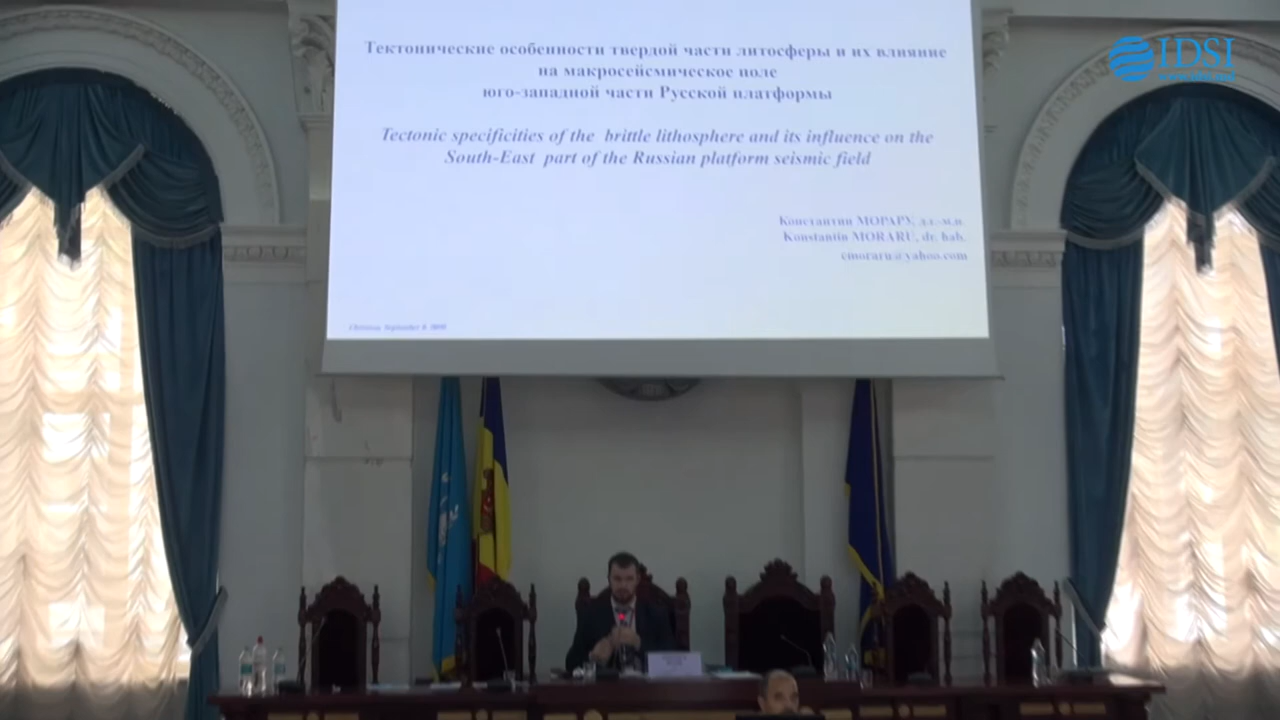 Тектонические особенности твердой части литосферы и их влияние
на макросейсмическое поле
юго-западной части Русской платформы
Tectonic specificities of the brittle lithosphere and its influence on the
South-East part of the Russian platform seismic field
Константин МОРАРУ, д.г.-м.н.
Konstantin MORARU, dr. hab.
cmoraru@yahoo.com
IDSI